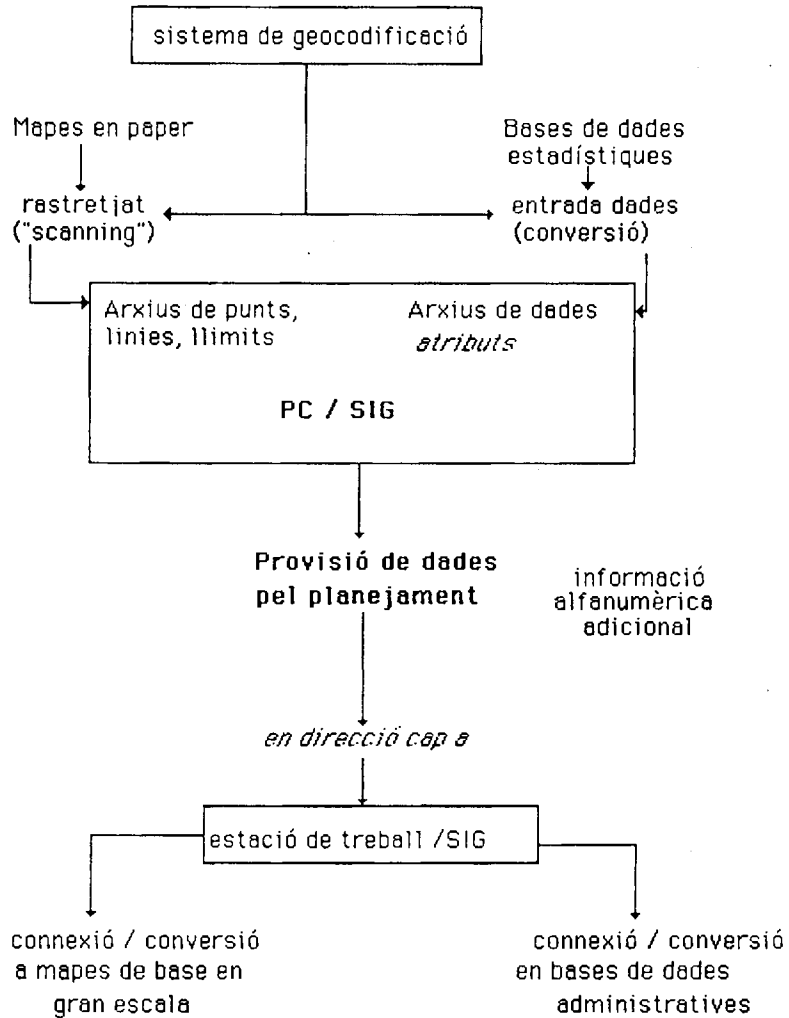 sistema de geocodificació
Mapes en paper
Bases de dades
estadístiques
rastretjat
("scanning")
entrada dades
(conversió)
Arxius de punts,
línies, llimits
Arxius de dades
atributs
PC / SIG
Provisió de dades
pel planejament
informació
alfanumèrica
adicional
en direcció cap a
estació de treball /SIG
connexió / conversió
a mapes de base en
gran escala
connexió / conversió
en bases de dades
administratives